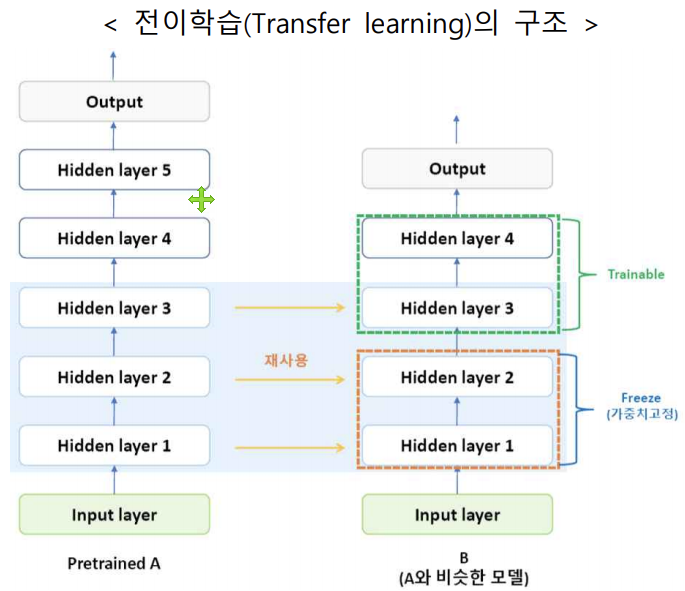 < 전이학습(Transfer learning)의 구조 >
Output
Hidden layer 5
Hidden layer 4
Hidden layer 3
Hidden layer 2
Hidden layer 1
Input layer
Pretrained A
재사용
Output
Hidden layer 4
Hidden layer 3
Hidden layer 2
Hidden layer 1
Input layer
B
(A와 비슷한 모델)
Trainable
Freeze
(가중치고정)